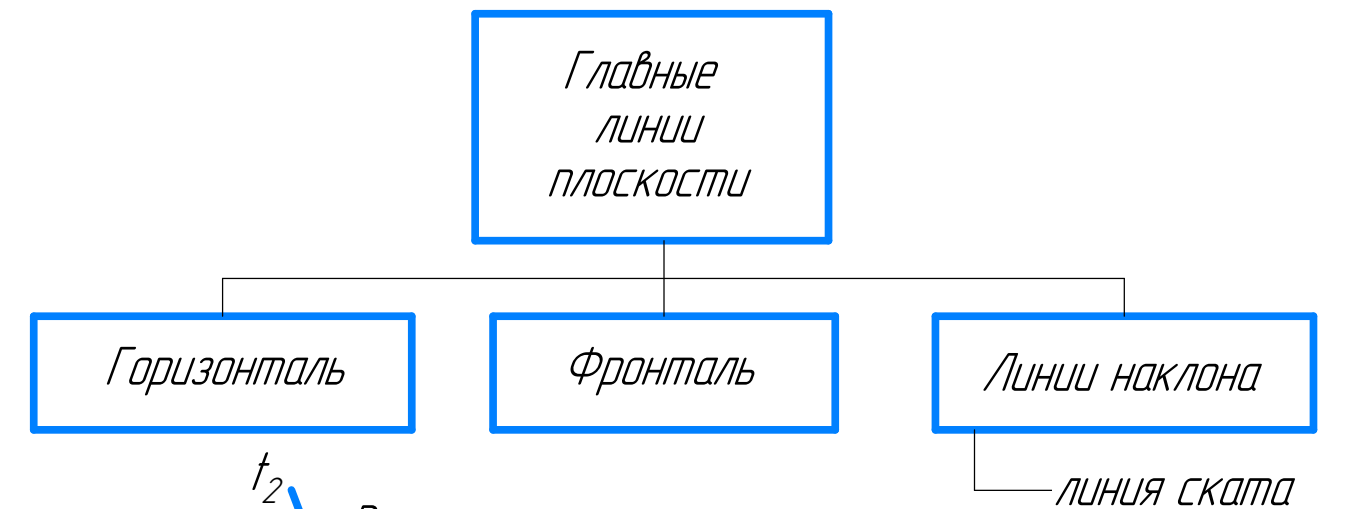 Главные
линии
плоскости
Горизонталь
Фронталь
Линии наклона
t₂
линия ската